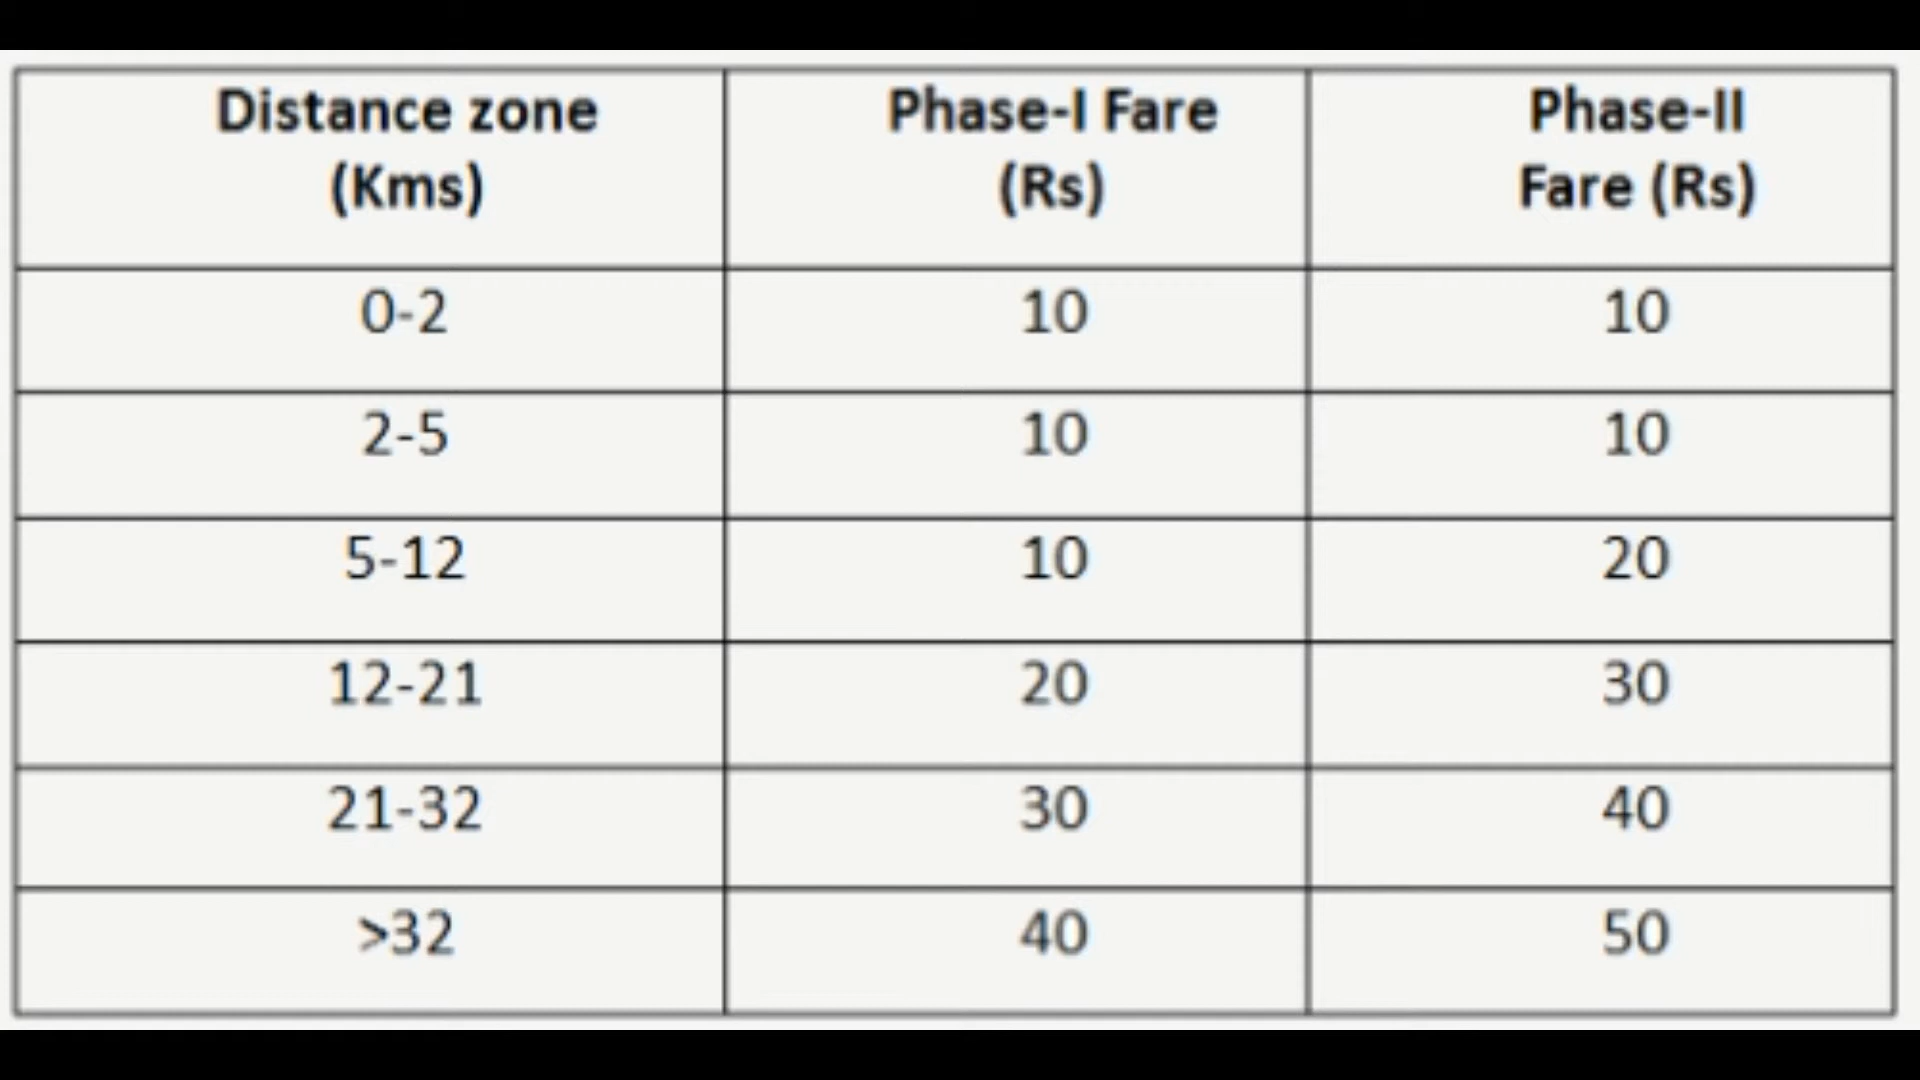 Distance zone (Kms) Phase-I Fare (Rs) Phase-II Fare (Rs)
0-2 10 10
2-5 10 10
5-12 10 20
12-21 20 30
21-32 30 40
>32 40 50